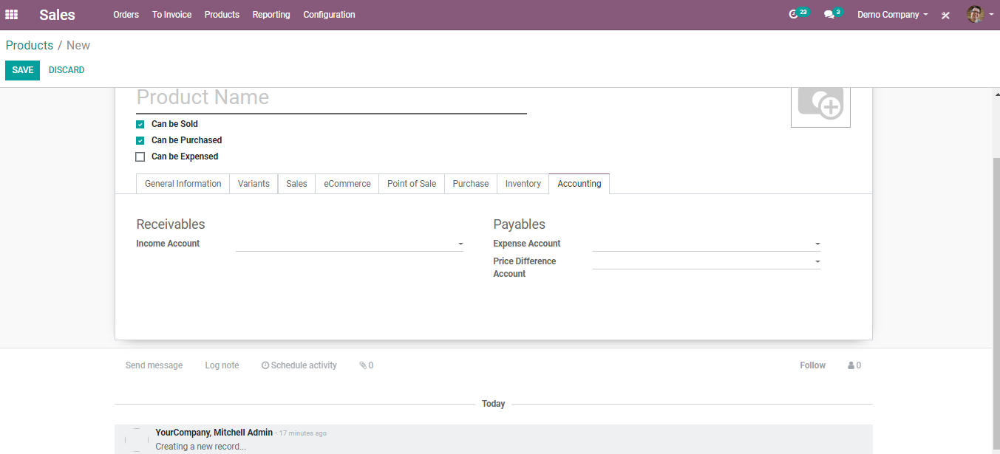 Sales Orders To Invoice Products Reporting Configuration 23 3 Demo Company
Products / New
SAVE DISCARD
Product Name
Can be Sold
Can be Purchased
Can be Expensed
General Information Variants Sales eCommerce Point of Sale Purchase Inventory Accounting
Receivables Payables
Income Account Expense Account
Price Difference
Account
Send message Log note Schedule activity 0 Follow 0
Today
YourCompany, Mitchell Admin - 17 minutes ago
Creating a new record...